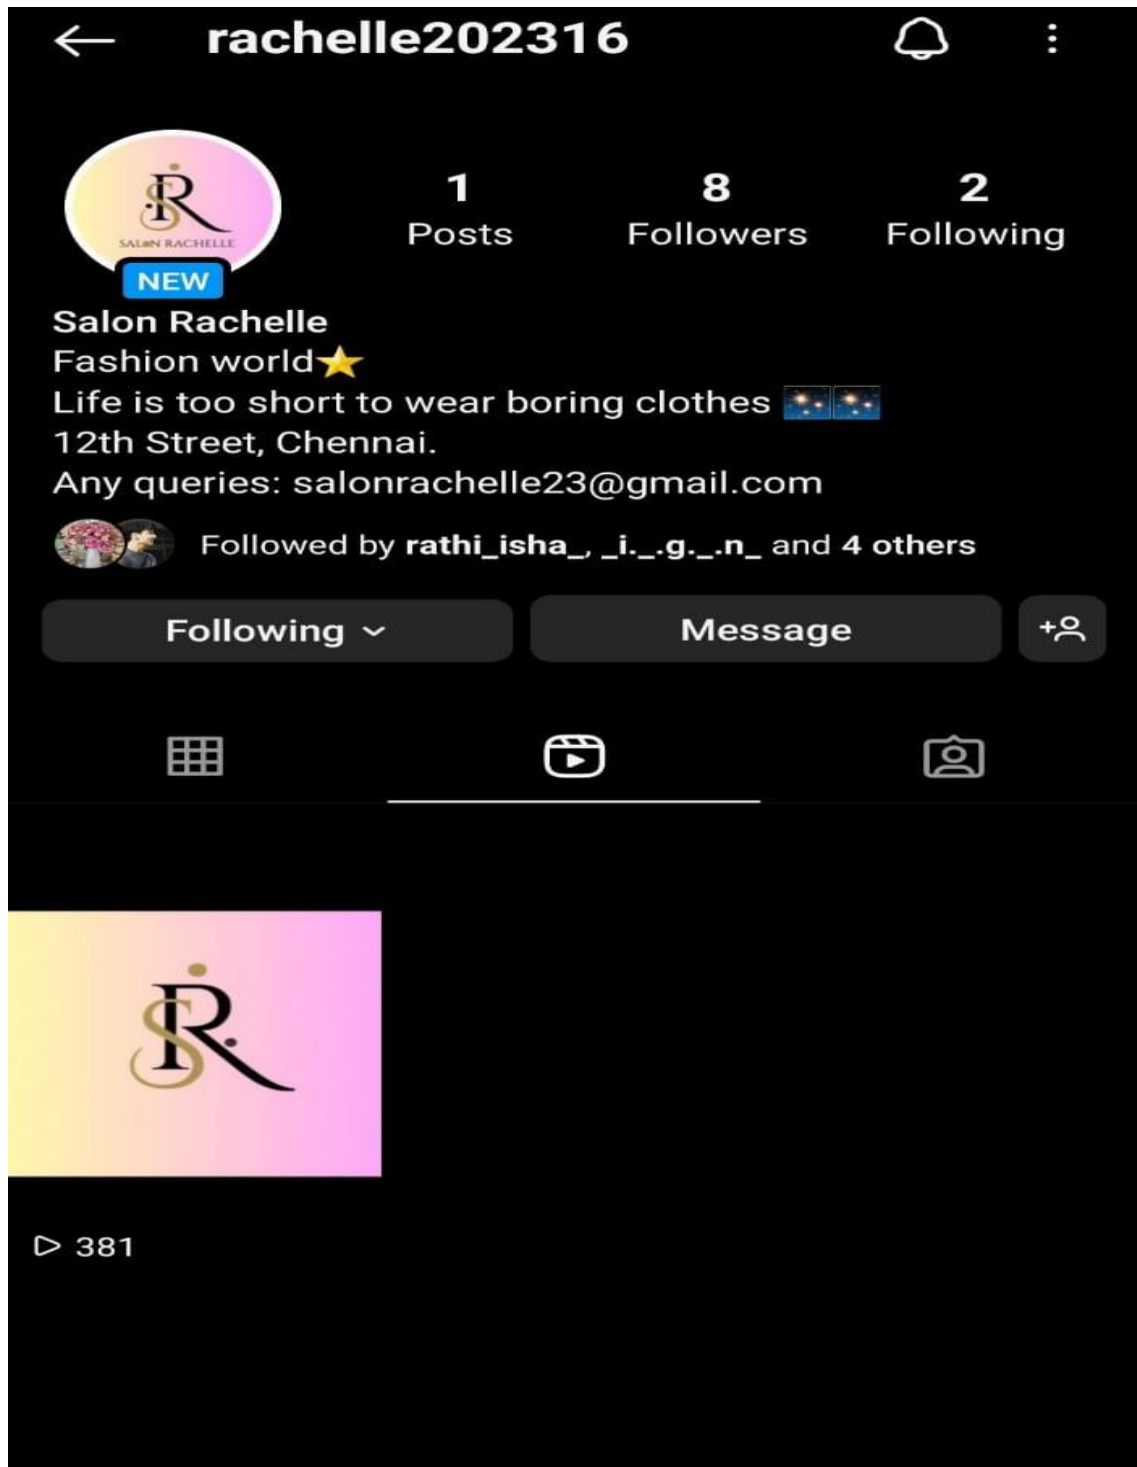 rachelle202316
SR
SALON RACHELLE
NEW
1
Posts
8
Followers
2
Following
Salon Rachelle
Fashion world⭐
Life is too short to wear boring clothes 🎇🎇
12th Street, Chennai.
Any queries: salonrachelle23@gmail.com
Followed by rathi_isha_, _i._.g._.n_ and 4 others
Following
Message
SR
381